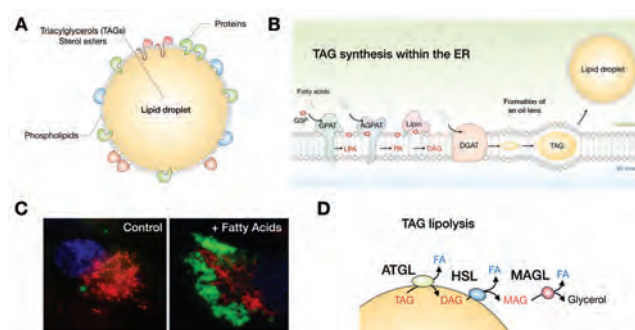 A
Triacylglycerols (TAGs)
Sterol esters
Proteins
Lipid droplet
Phospholipids
B
TAG synthesis within the ER
Lipid droplet
Fatty acids
Formation of
an oil lens
G3P
GPAT
AGPAT
Lipin
DGAT
TAG
LPA
PA
DAG
C
Control
+ Fatty Acids
D
TAG lipolysis
ATGL
FA
HSL
FA
MAGL
FA
TAG
DAG
MAG
Glycerol